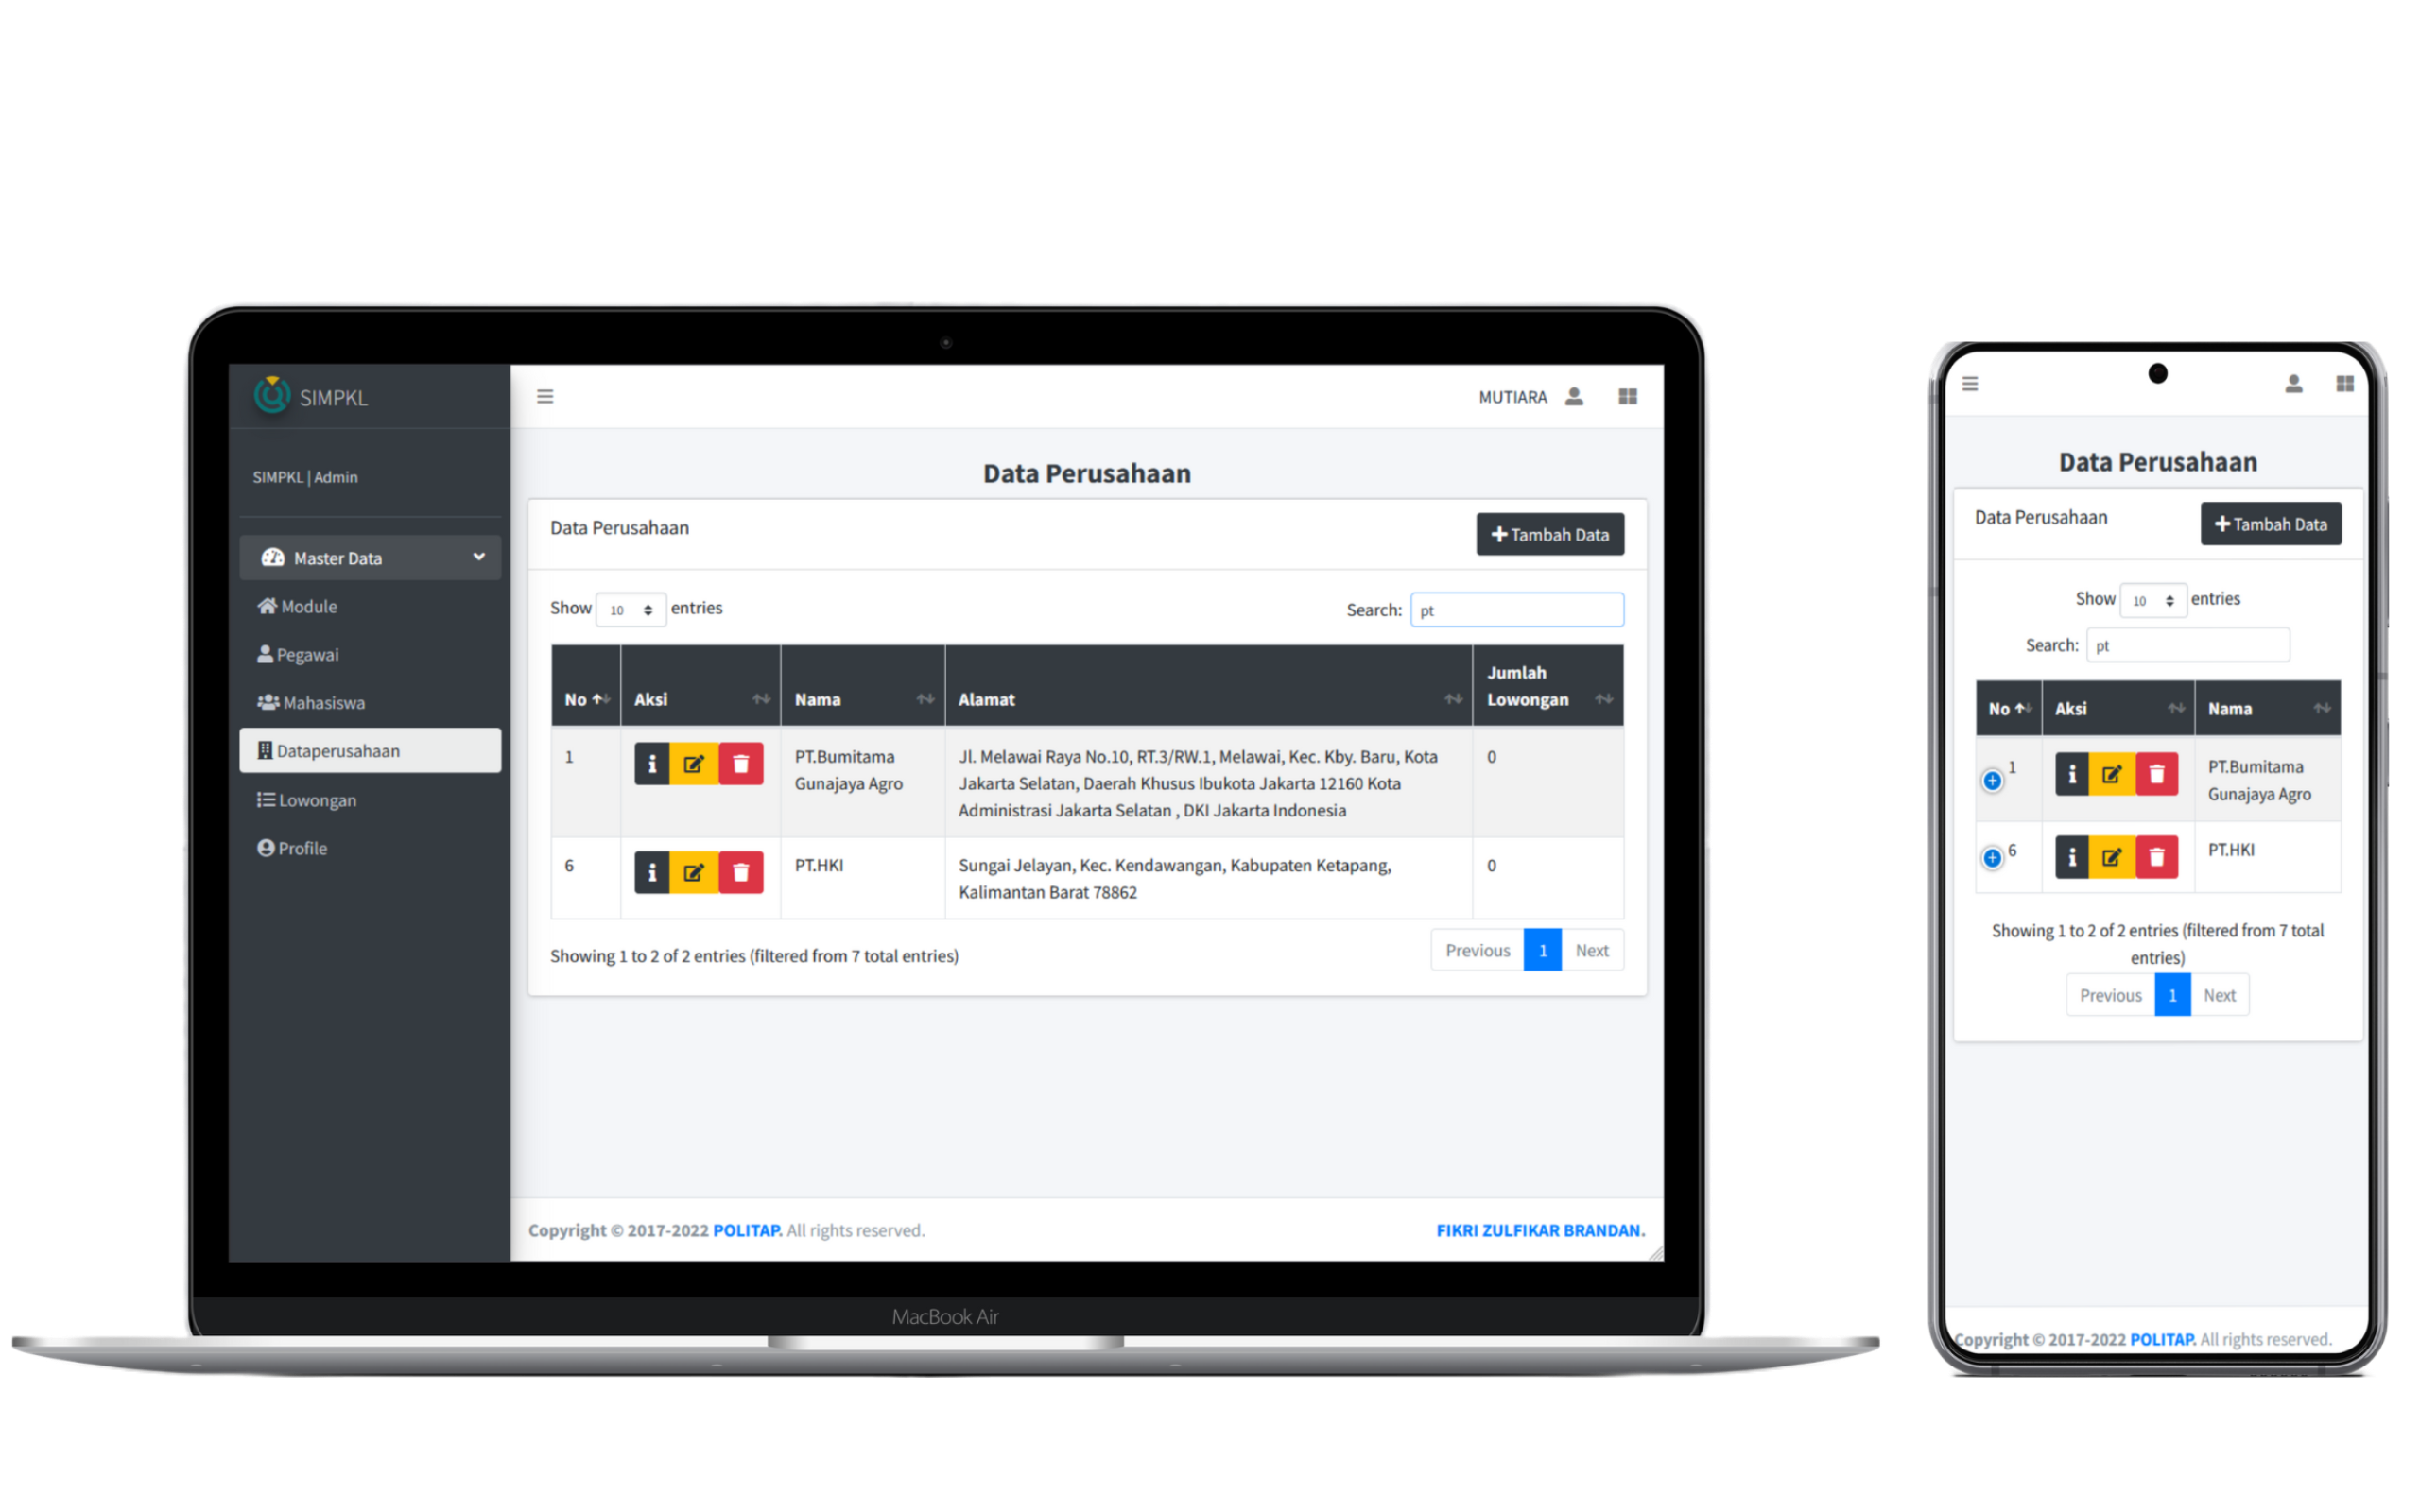 SIMPKL
MUTIARA
SIMPKL | Admin
Master Data
Module
Pegawai
Mahasiswa
Dataperusahaan
Lowongan
Profile
Data Perusahaan
Data Perusahaan
Tambah Data
Show 10 entries
Search: pt
No Aksi Nama Alamat Jumlah Lowongan
1
PT.Bumitama
Gunajaya Agro
Jl. Melawai Raya No.10, RT.3/RW.1, Melawai, Kec. Kby. Baru, Kota
Jakarta Selatan, Daerah Khusus Ibukota Jakarta 12160 Kota
Administrasi Jakarta Selatan , DKI Jakarta Indonesia
0
6
PT.HKI
Sungai Jelayan, Kec. Kendawangan, Kabupaten Ketapang,
Kalimantan Barat 78862
0
Showing 1 to 2 of 2 entries (filtered from 7 total entries)
Previous 1 Next
Copyright © 2017-2022 POLITAP. All rights reserved.
FIKRI ZULFIKAR BRANDAN.
MacBook Air
Data Perusahaan
Data Perusahaan
Tambah Data
Show 10 entries
Search: pt
No Aksi Nama
1
PT.Bumitama
Gunajaya Agro
6
PT.HKI
Showing 1 to 2 of 2 entries (filtered from 7 total
entries)
Previous 1 Next
Copyright © 2017-2022 POLITAP. All rights reserved.